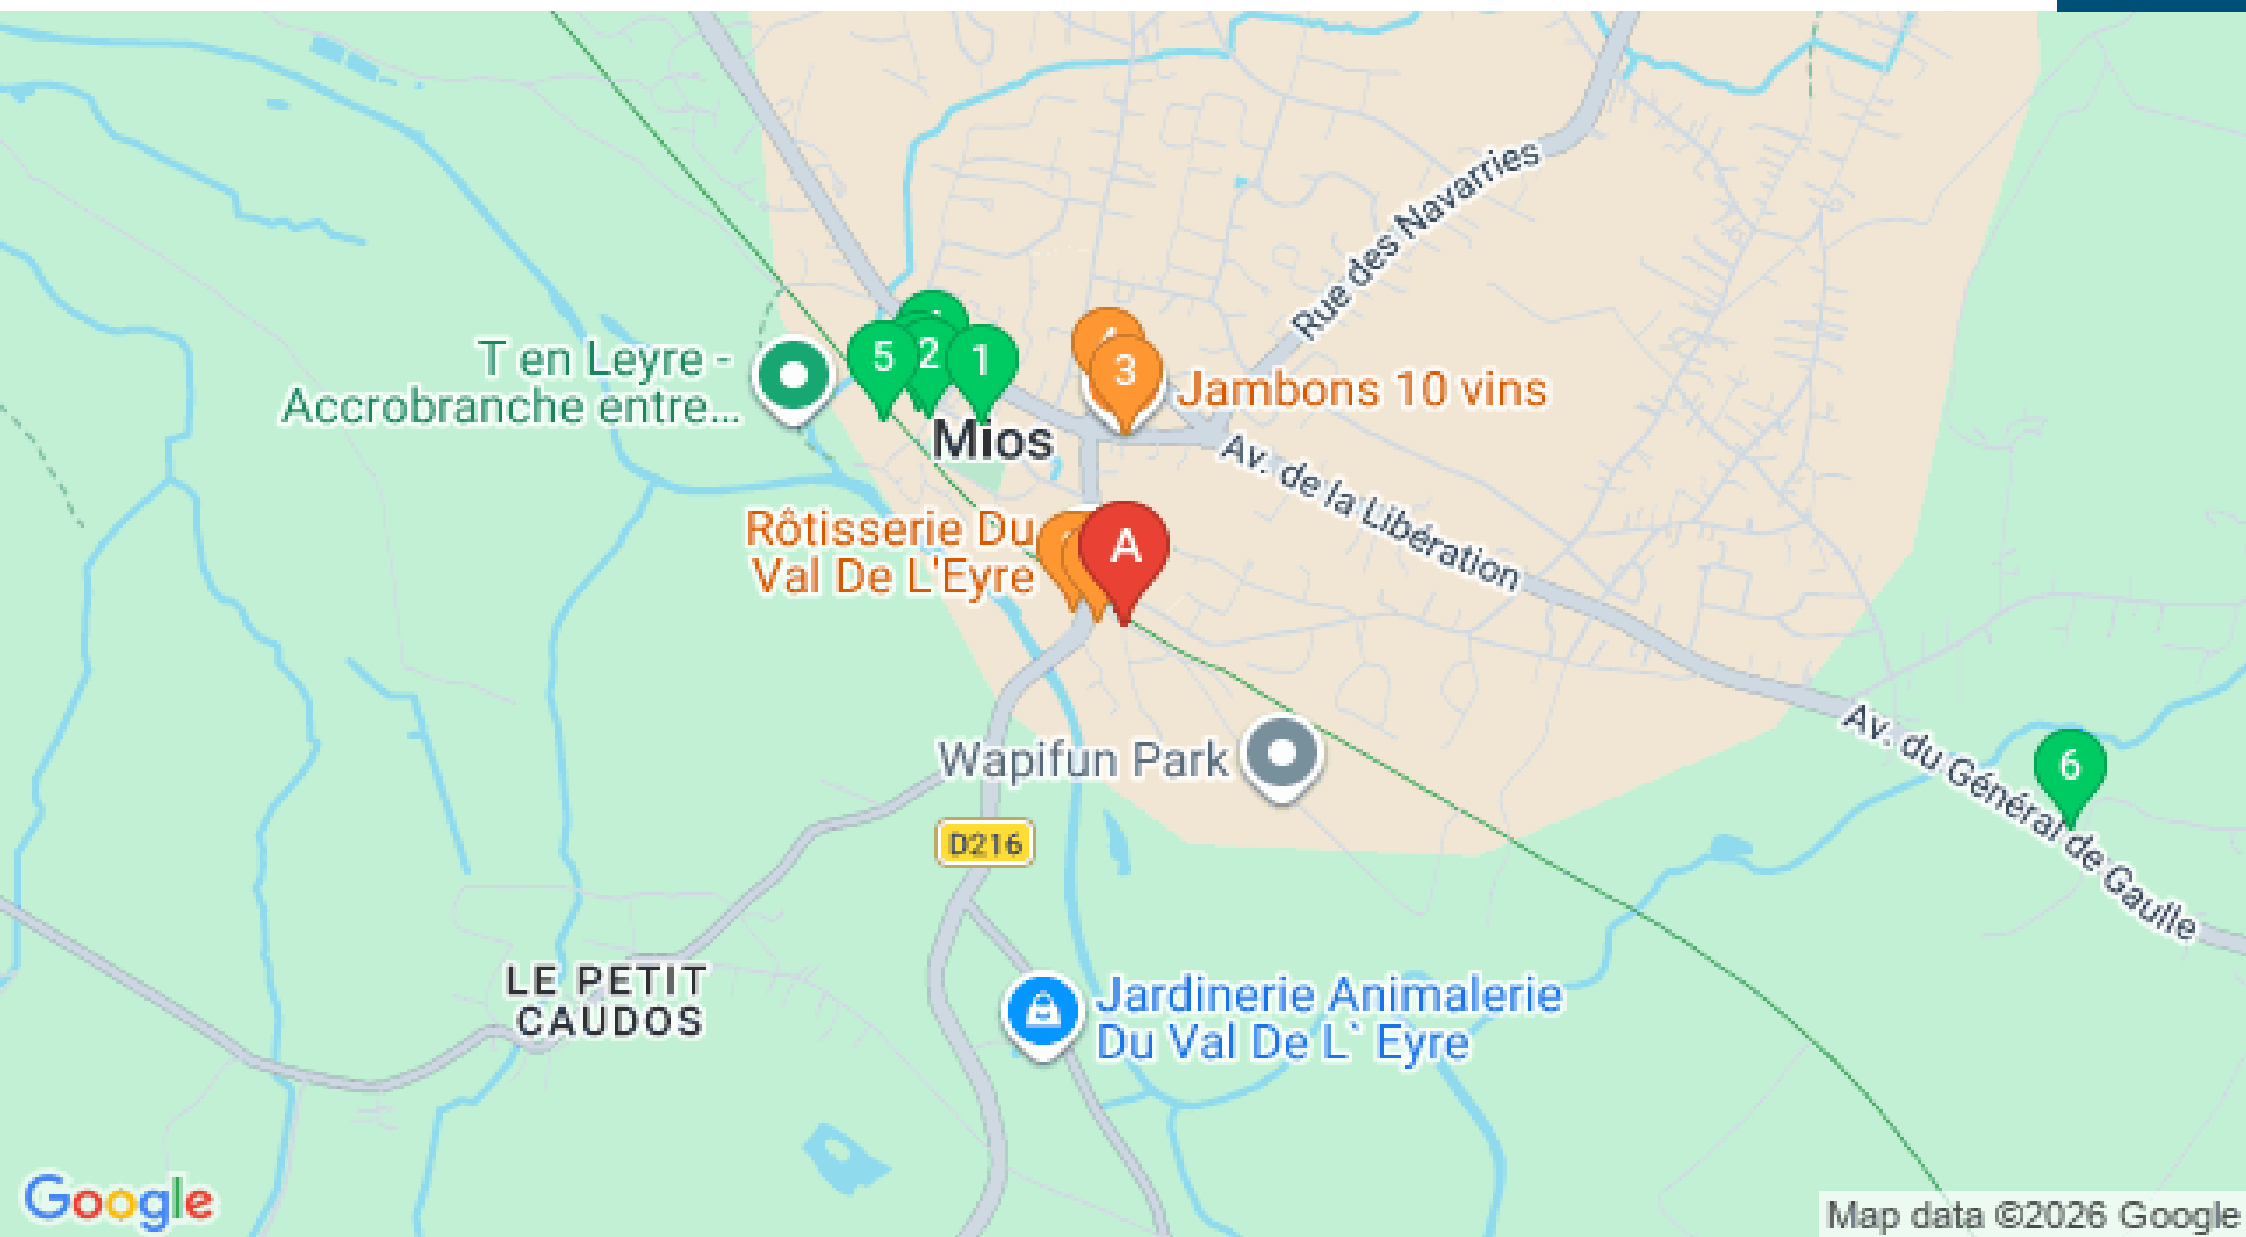 Rue des Navarries
T en Leyre -
Accrobranche entre...
5
2
1
3
Jambons 10 vins
Mios
Av. de la Libération
Rôtisserie Du
Val De L'Eyre
A
Wapifun Park
Av. du Général de Gaulle
6
D216
LE PETIT
CAUDOS
Jardinerie Animalerie
Du Val De L` Eyre
Google
Map data ©2026 Google